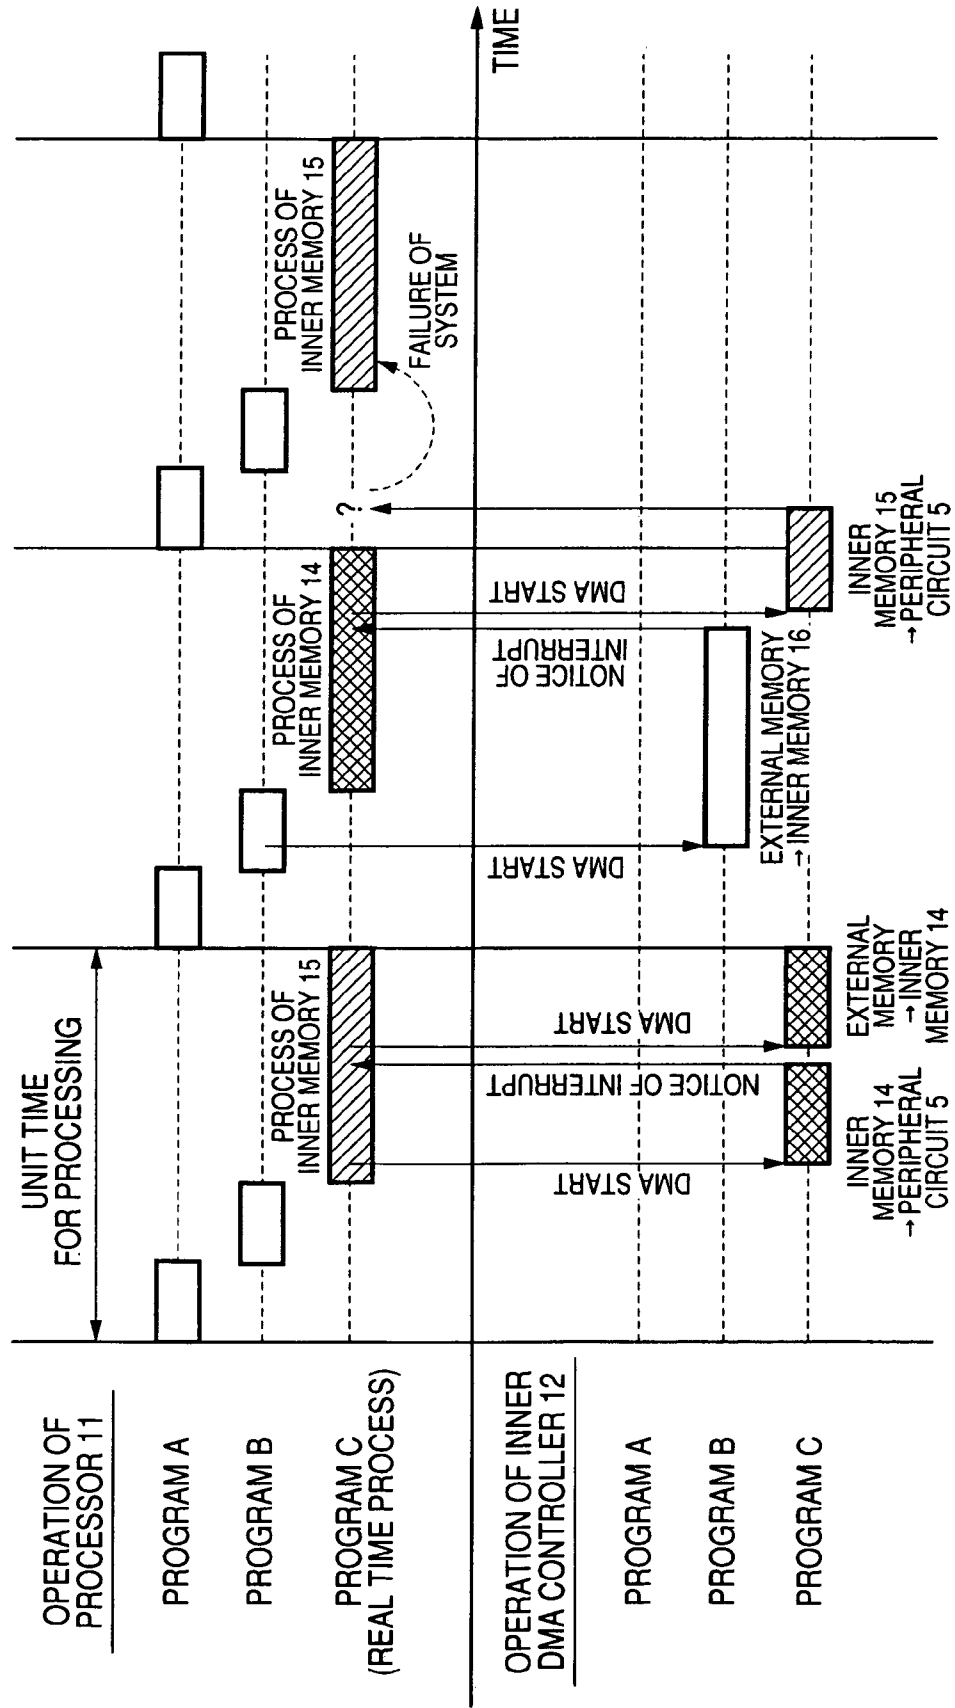 UNIT TIME
FOR PROCESSING
OPERATION OF
PROCESSOR 11
PROGRAM A
PROGRAM B
PROGRAM C
(REAL TIME PROCESS)
PROCESS OF
INNER MEMORY 15
PROCESS OF
INNER MEMORY 14
PROCESS OF
INNER MEMORY 15
?
FAILURE OF
SYSTEM
TIME
DMA START
NOTICE OF INTERRUPT
DMA START
DMA START
NOTICE OF
INTERRUPT
DMA START
OPERATION OF INNER
DMA CONTROLLER 12
PROGRAM A
PROGRAM B
PROGRAM C
EXTERNAL MEMORY
→INNER MEMORY 16
INNER
MEMORY 14
→PERIPHERAL
CIRCUIT 5
EXTERNAL
MEMORY
→INNER
MEMORY 14
INNER
MEMORY 15
→PERIPHERAL
CIRCUIT 5